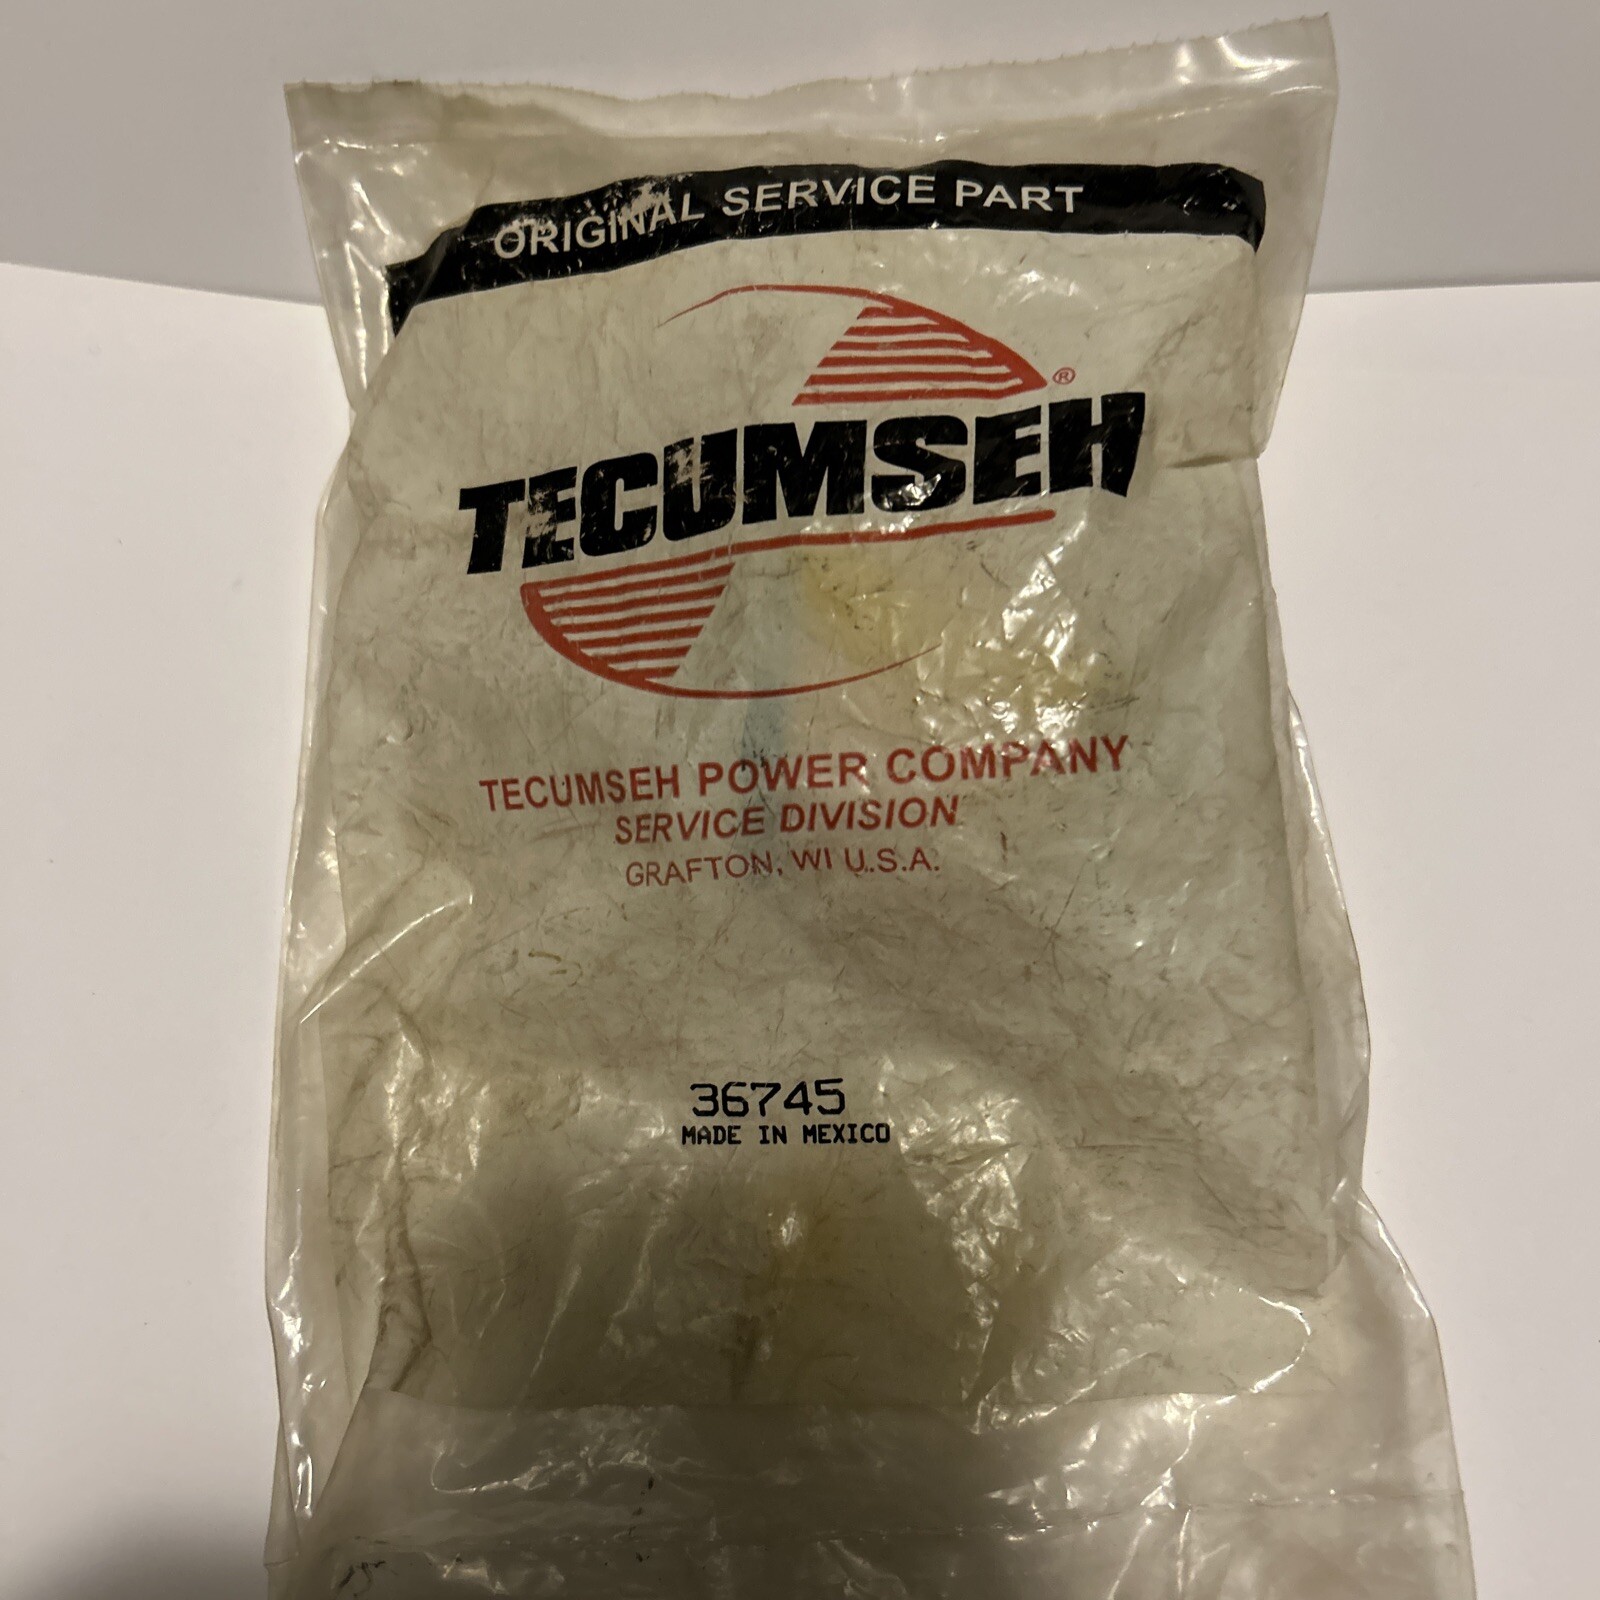 ORIGINAL SERVICE PART
®
TECUMSEH
TECUMSEH POWER COMPANY
SERVICE DIVISION
GRAFTON, WI U.S.A.
36745
MADE IN MEXICO